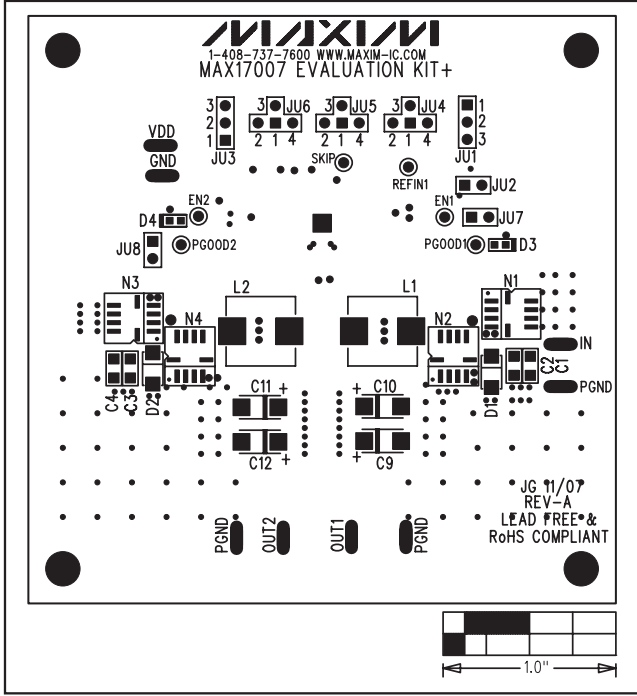 MAXIM
1-408-737-7600 WWW.MAXIM-IC.COM
MAX17007 EVALUATION KIT+
3
2
1
JU3
3
JU6
2 1 4
3
JU5
2 1 4
3
JU4
2 1 4
1
2
3
JU1
VDD
GND
SKIP
REFIN1
JU2
EN2
EN1
JU7
D4
PGOOD2
PGOOD1
D3
JU8
N3
L2
L1
N1
N4
N2
IN
C4
C3
D2
C11
+
C10
+
D1
C2
C1
PGND
C12
+
C9
+
JG 11/07
REV-A
LEAD FREE &
RoHS COMPLIANT
PGND
OUT2
OUT1
PGND
1.0"